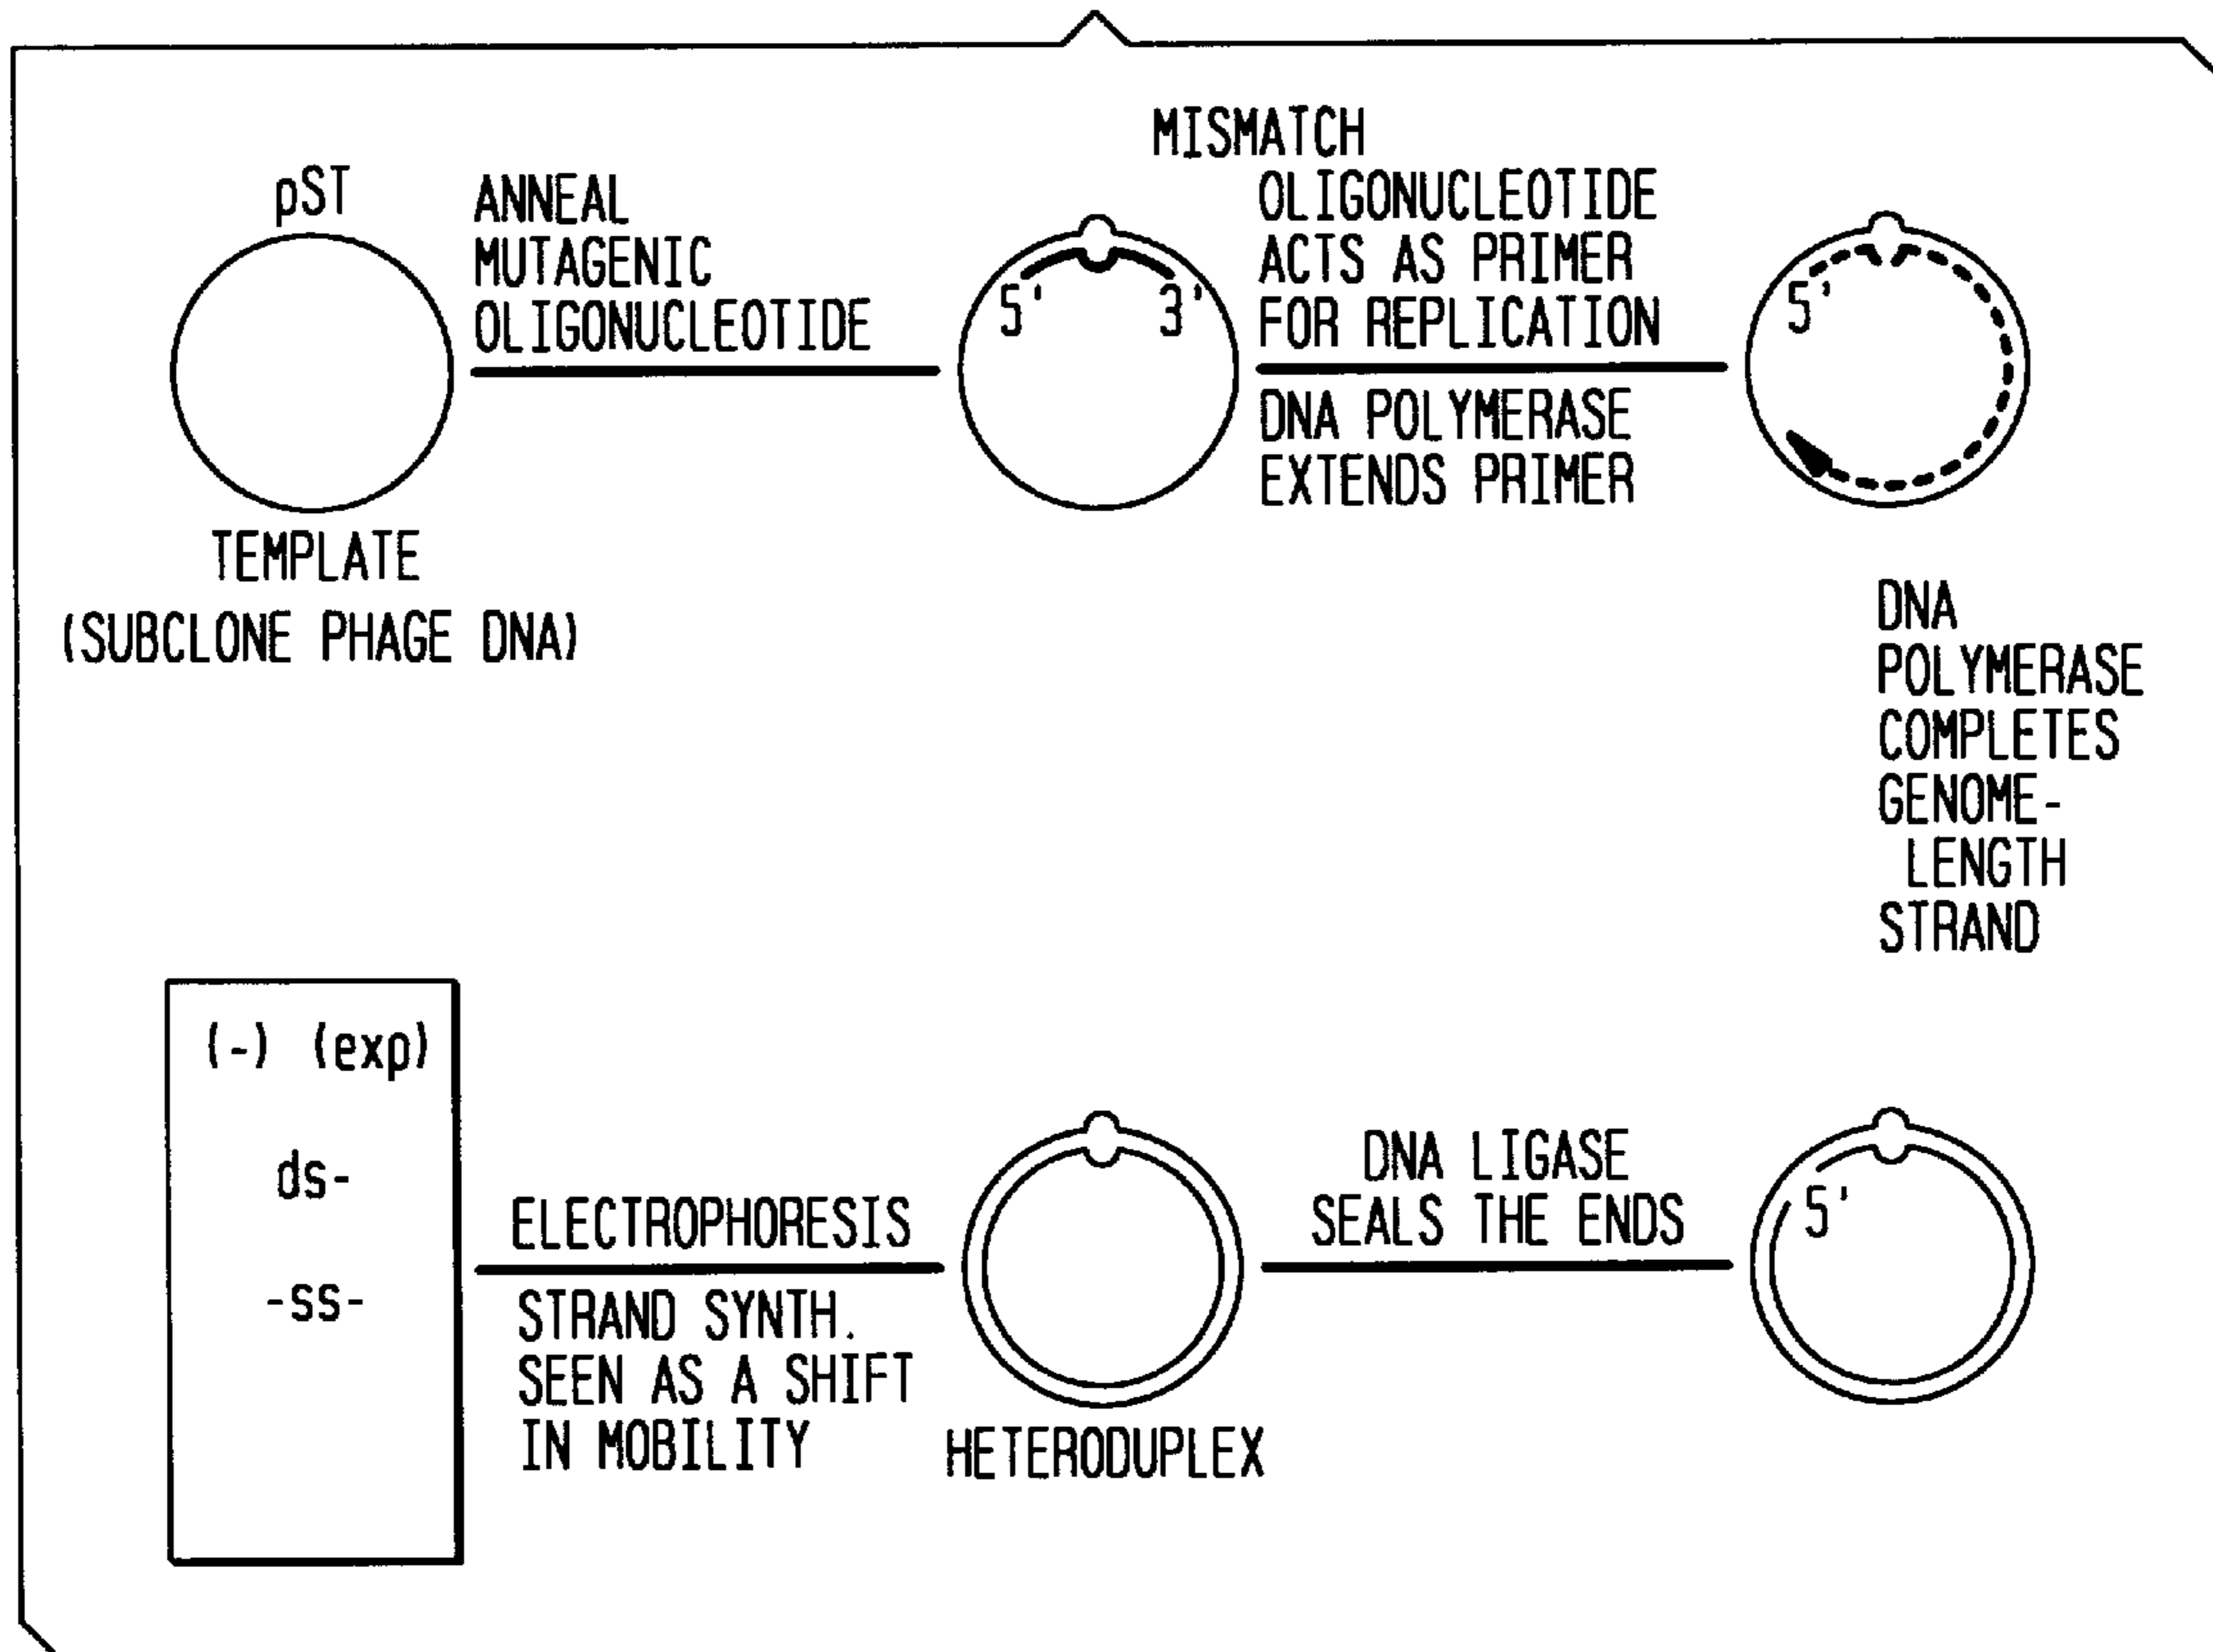 pST
TEMPLATE
(SUBCLONE PHAGE DNA)
ANNEAL
MUTAGENIC
OLIGONUCLEOTIDE
MISMATCH
5' 3'
OLIGONUCLEOTIDE
ACTS AS PRIMER
FOR REPLICATION
DNA POLYMERASE
EXTENDS PRIMER
5'
DNA
POLYMERASE
COMPLETES
GENOME-
LENGTH
STRAND
5'
DNA LIGASE
SEALS THE ENDS
HETERODUPLEX
ELECTROPHORESIS
STRAND SYNTH.
SEEN AS A SHIFT
IN MOBILITY
(-) (exp)
ds-
-ss-